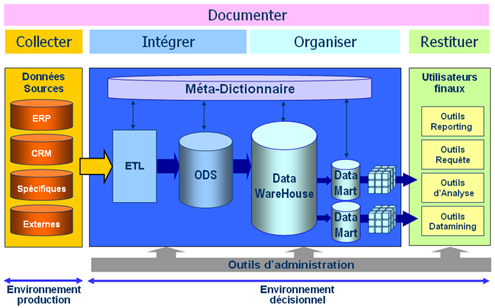 Documenter
Collecter
Intégrer
Organiser
Restituer
Données
Sources
ERP
CRM
Spécifiques
Externes
Méta-Dictionnaire
ETL
ODS
Data
WareHouse
Data
Mart
Data
Mart
Utilisateurs
finaux
Outils
Reporting
Outils
Requête
Outils
d'Analyse
Outils
Datamining
Outils d'administration
Environnement
production
Environnement
décisionnel